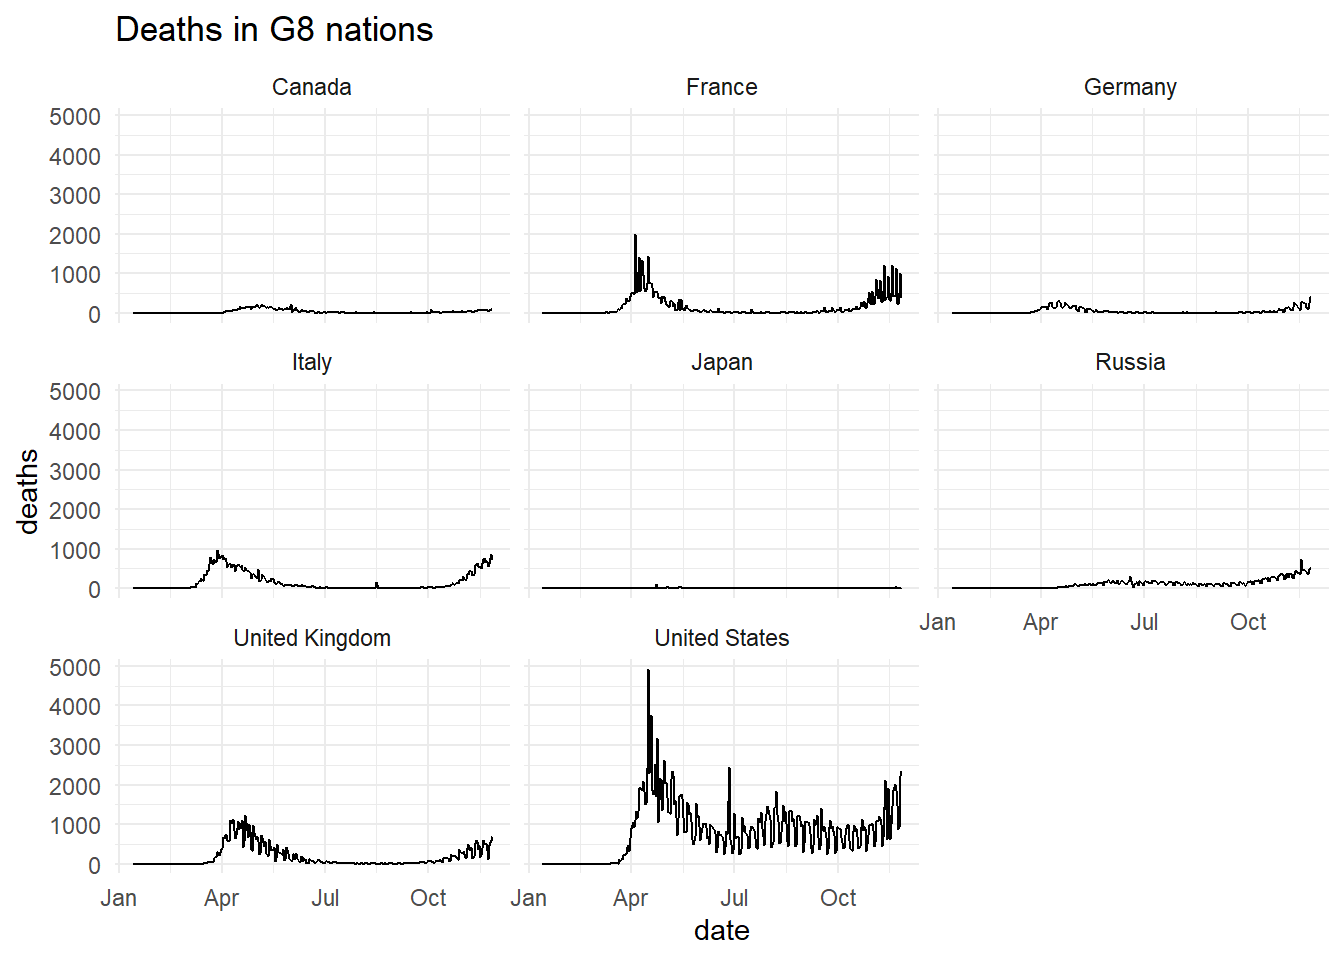 Deaths in G8 nations
Canada France Germany
5000
4000
3000
2000
1000
0
Italy Japan Russia
5000
4000
3000
2000
1000
0
deaths
Jan Apr Jul Oct
United Kingdom United States
5000
4000
3000
2000
1000
0
Jan Apr Jul Oct Jan Apr Jul Oct
date